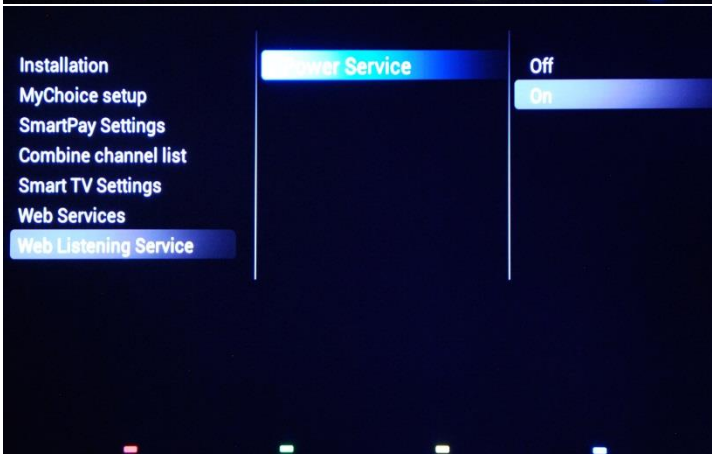 Installation
MyChoice setup
SmartPay Settings
Combine channel list
Smart TV Settings
Web Services
Web Listening Service
Power Service
Off
On